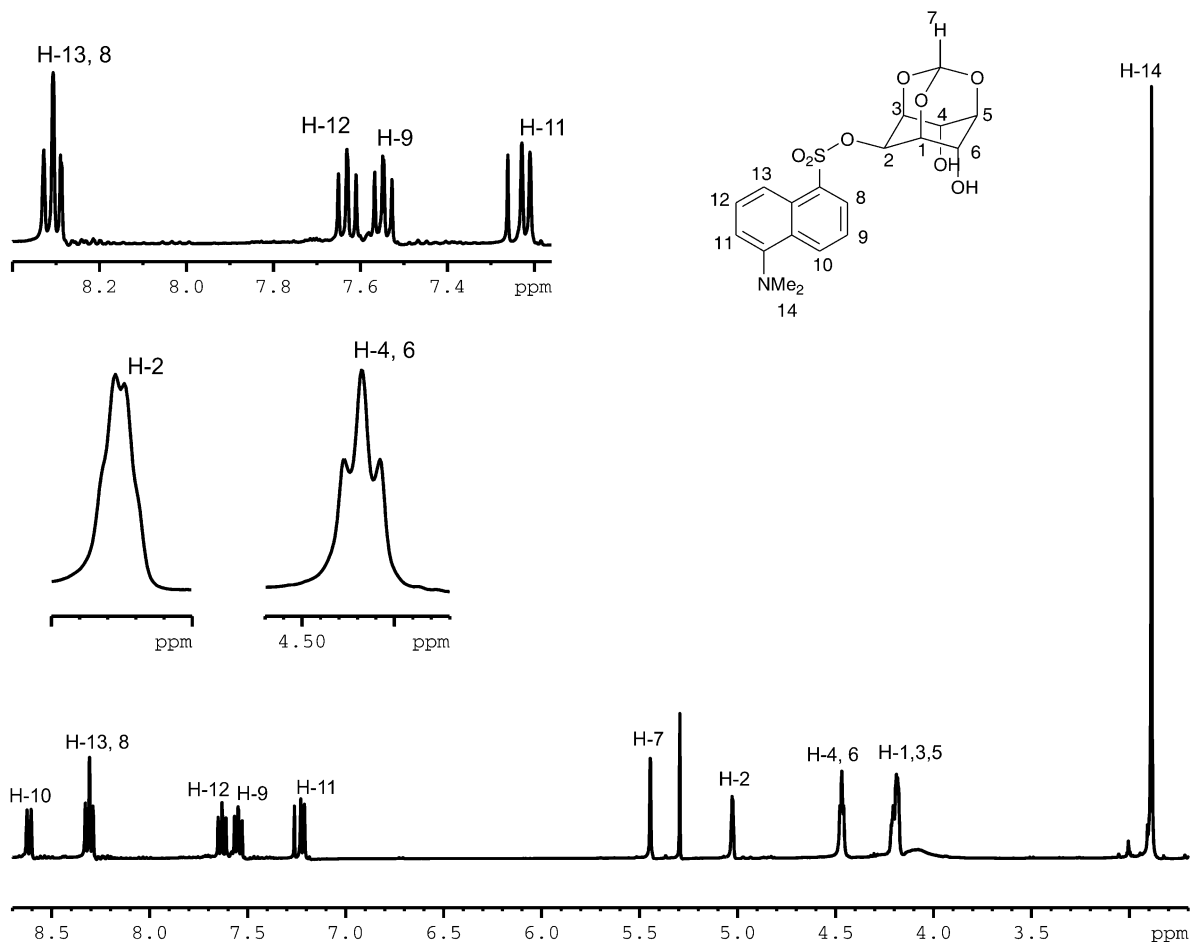 H-13, 8
H-12
H-9
H-11
8.2 8.0 7.8 7.6 7.4 ppm
7
H
O
O
O
3
4
5
O
1
6
2
OH
O₂S
OH
13
12
8
11
9
10
NMe₂
14
H-14
H-2
H-4, 6
ppm
4.50 ppm
H-10
H-13, 8
H-12
H-9
H-11
H-7
H-2
H-4, 6
H-1,3,5
8.5 8.0 7.5 7.0 6.5 6.0 5.5 5.0 4.5 4.0 3.5 ppm